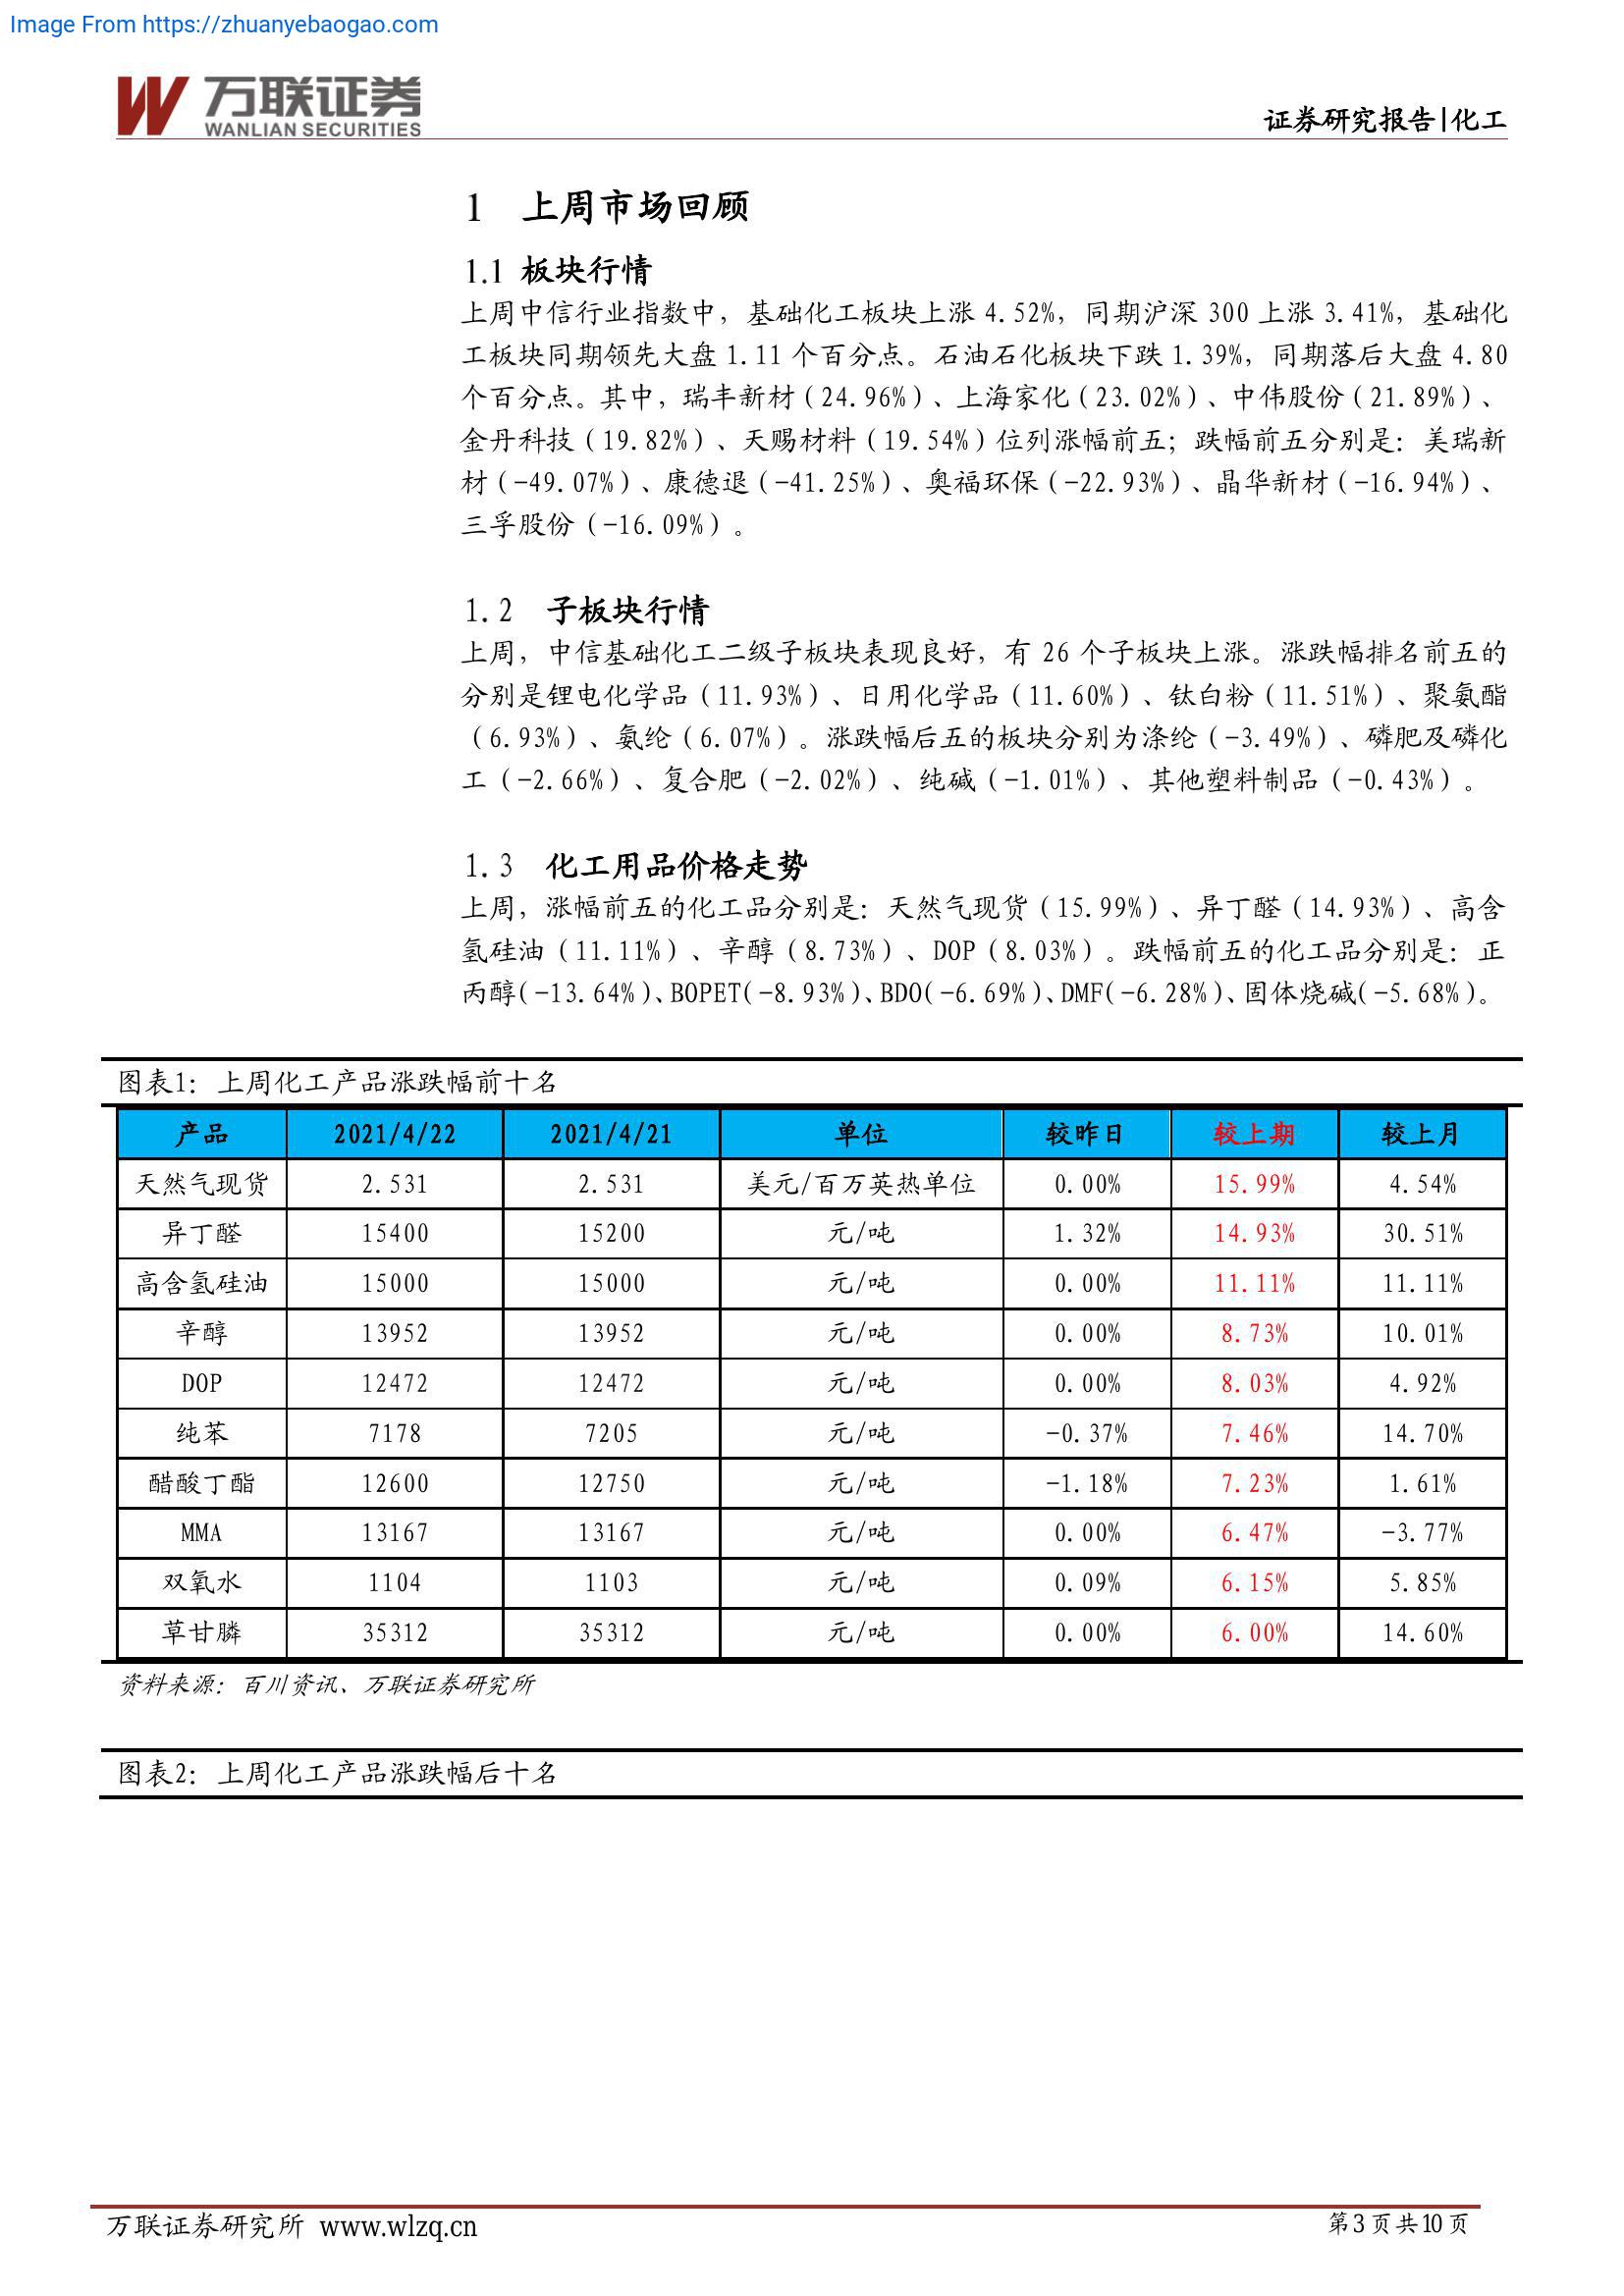 Image From https://zhuanyebaogao.com
万联证券
WANLIAN SECURITIES
证券研究报告|化工
1 上周市场回顾
1.1 板块行情
上周中信行业指数中，基础化工板块上涨 4.52%，同期沪深 300 上涨 3.41%，基础化
工板块同期领先大盘 1.11 个百分点。石油石化板块下跌 1.39%，同期落后大盘 4.80
个百分点。其中，瑞丰新材（24.96%）、上海家化（23.02%）、中伟股份（21.89%）、
金丹科技（19.82%）、天赐材料（19.54%）位列涨幅前五；跌幅前五分别是：美瑞新
材（-49.07%）、康德退（-41.25%）、奥福环保（-22.93%）、晶华新材（-16.94%）、
三孚股份（-16.09%）。
1.2 子板块行情
上周，中信基础化工二级子板块表现良好，有 26 个子板块上涨。涨跌幅排名前五的
分别是锂电化学品（11.93%）、日用化学品（11.60%）、钛白粉（11.51%）、聚氨酯
（6.93%）、氨纶（6.07%）。涨跌幅后五的板块分别为涤纶（-3.49%）、磷肥及磷化
工（-2.66%）、复合肥（-2.02%）、纯碱（-1.01%）、其他塑料制品（-0.43%）。
1.3 化工用品价格走势
上周，涨幅前五的化工品分别是：天然气现货（15.99%）、异丁醛（14.93%）、高含
氢硅油（11.11%）、辛醇（8.73%）、DOP（8.03%）。跌幅前五的化工品分别是：正
丙醇(-13.64%)、BOPET(-8.93%)、BDO(-6.69%)、DMF(-6.28%)、固体烧碱(-5.68%)。
图表1：上周化工产品涨跌幅前十名
产品 2021/4/22 2021/4/21 单位 较昨日 较上期 较上月
天然气现货 2.531 2.531 美元/百万英热单位 0.00% 15.99% 4.54%
异丁醛 15400 15200 元/吨 1.32% 14.93% 30.51%
高含氢硅油 15000 15000 元/吨 0.00% 11.11% 11.11%
辛醇 13952 13952 元/吨 0.00% 8.73% 10.01%
DOP 12472 12472 元/吨 0.00% 8.03% 4.92%
纯苯 7178 7205 元/吨 -0.37% 7.46% 14.70%
醋酸丁酯 12600 12750 元/吨 -1.18% 7.23% 1.61%
MMA 13167 13167 元/吨 0.00% 6.47% -3.77%
双氧水 1104 1103 元/吨 0.09% 6.15% 5.85%
草甘膦 35312 35312 元/吨 0.00% 6.00% 14.60%
资料来源：百川资讯、万联证券研究所
图表2：上周化工产品涨跌幅后十名
万联证券研究所 www.wlzq.cn
第 3 页 共 10 页